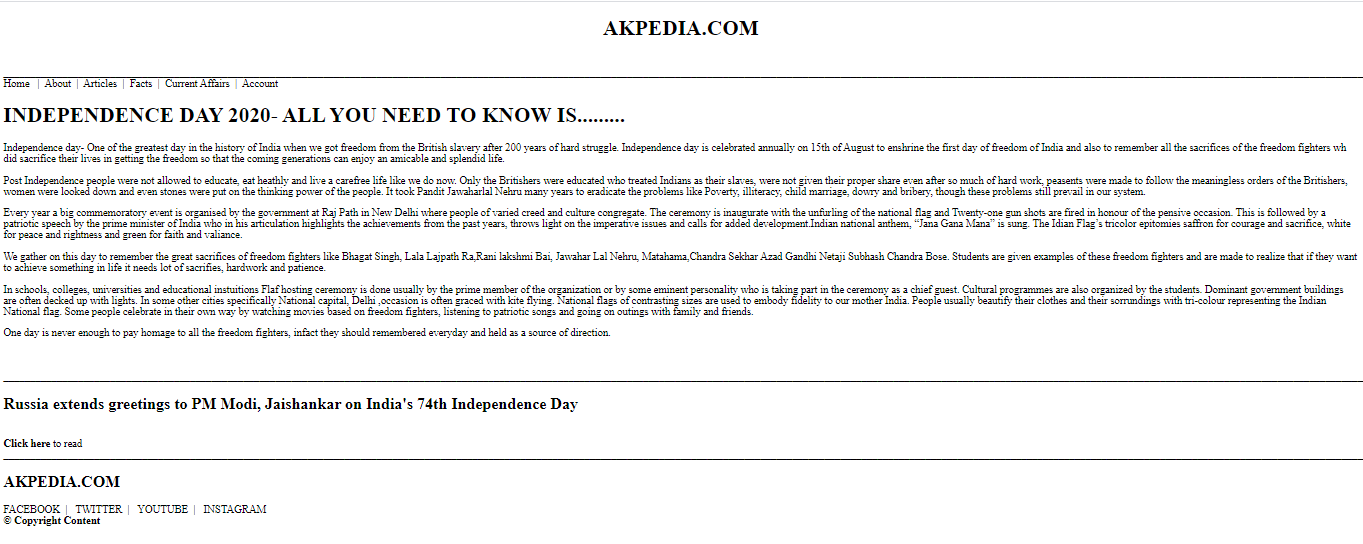 AKPEDIA.COM
Home | About | Articles | Facts | Current Affairs | Account
INDEPENDENCE DAY 2020- ALL YOU NEED TO KNOW IS.........
Independence day- One of the greatest day in the history of India when we got freedom from the British slavery after 200 years of hard struggle. Independence day is celebrated annually on 15th of August to enshrine the first day of freedom of India and also to remember all the sacrifices of the freedom fighters wh
did sacrifice their lives in getting the freedom so that the coming generations can enjoy an amicable and splendid life.
Post Independence people were not allowed to educate, eat heathly and live a carefree life like we do now. Only the Britishers were educated who treated Indians as their slaves, were not given their proper share even after so much of hard work, peasents were made to follow the meaningless orders of the Britishers,
women were looked down and even stones were put on the thinking power of the people. It took Pandit Jawaharlal Nehru many years to eradicate the problems like Poverty, illiteracy, child marriage, dowry and bribery, though these problems still prevail in our system.
Every year a big commemoratory event is organised by the government at Raj Path in New Delhi where people of varied creed and culture congregate. The ceremony is inaugurate with the unfurling of the national flag and Twenty-one gun shots are fired in honour of the pensive occasion. This is followed by a
patriotic speech by the prime minister of India who in his articulation highlights the achievements from the past years, throws light on the imperative issues and calls for added development.Indian national anthem, “Jana Gana Mana” is sung. The Idian Flag’s tricolor epitomies saffron for courage and sacrifice, white
for peace and rightness and green for faith and valiance.
We gather on this day to remember the great sacrifices of freedom fighters like Bhagat Singh, Lala Lajpath Ra,Rani lakshmi Bai, Jawahar Lal Nehru, Matahama,Chandra Sekhar Azad Gandhi Netaji Subhash Chandra Bose. Students are given examples of these freedom fighters and are made to realize that if they want
to achieve something in life it needs lot of sacrifies, hardwork and patience.
In schools, colleges, universities and educational instuitions Flaf hosting ceremony is done usually by the prime member of the organization or by some eminent personality who is taking part in the ceremony as a chief guest. Cultural programmes are also organized by the students. Dominant government buildings
are often decked up with lights. In some other cities specifically National capital, Delhi ,occasion is often graced with kite flying. National flags of contrasting sizes are used to embody fidelity to our mother India. People usually beautify their clothes and their sorrundings with tri-colour representing the Indian
National flag. Some people celebrate in their own way by watching movies based on freedom fighters, listening to patriotic songs and going on outings with family and friends.
One day is never enough to pay homage to all the freedom fighters, infact they should remembered everyday and held as a source of direction.
Russia extends greetings to PM Modi, Jaishankar on India's 74th Independence Day
Click here to read
AKPEDIA.COM
FACEBOOK | TWITTER | YOUTUBE | INSTAGRAM
© Copyright Content